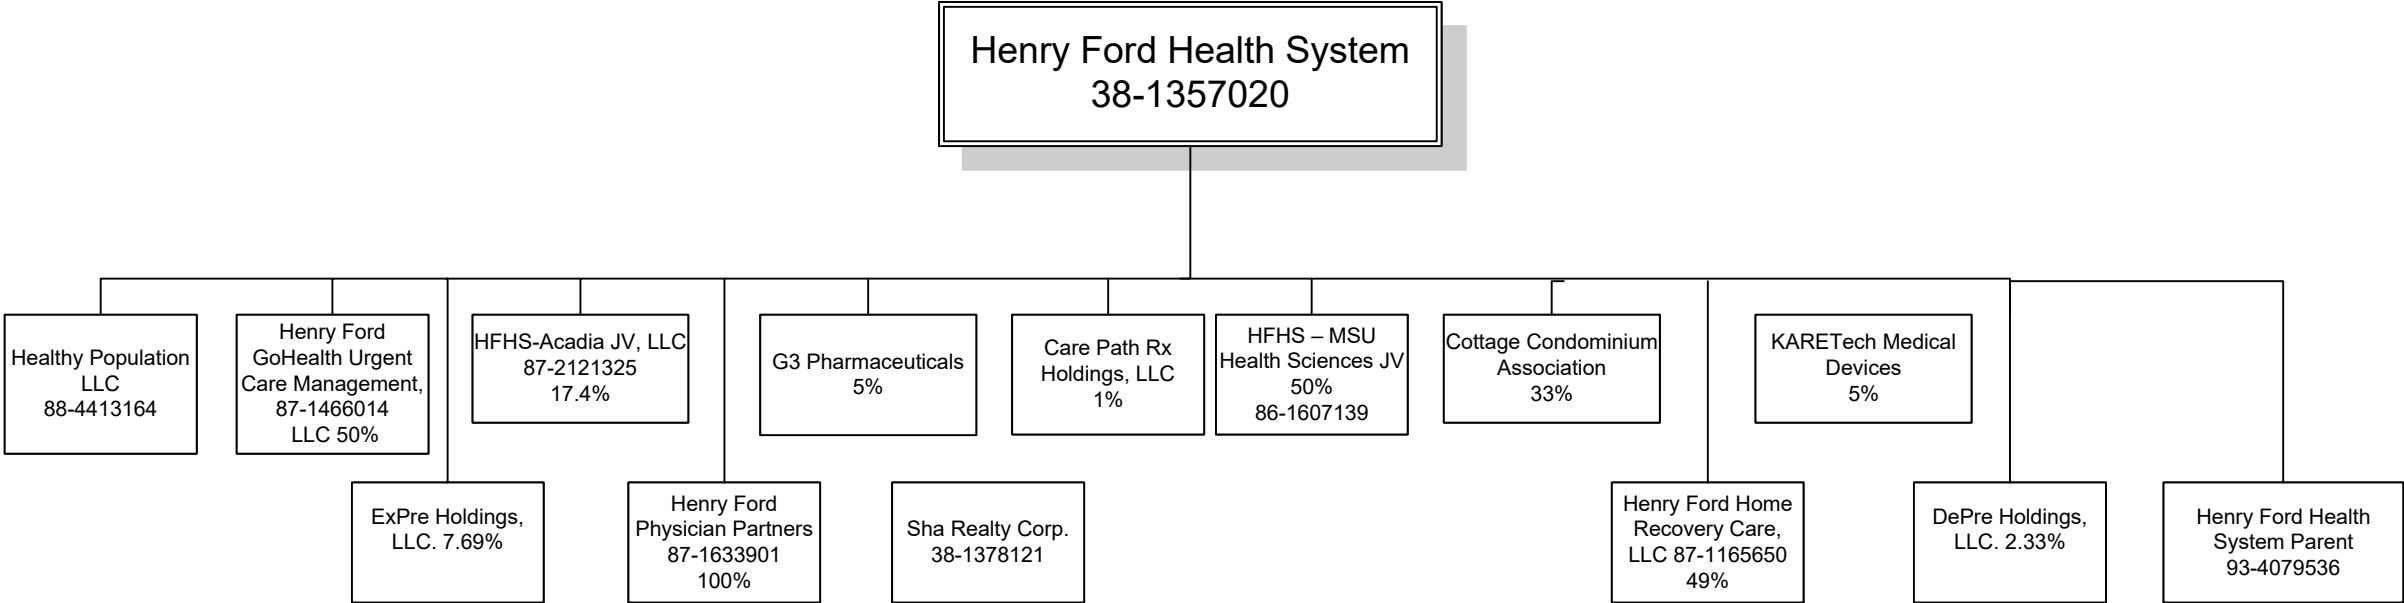 Henry Ford Health System
38-1357020
Healthy Population
LLC
88-4413164
Henry Ford
GoHealth Urgent
Care Management,
87-1466014
LLC 50%
HFHS-Acadia JV, LLC
87-2121325
17.4%
G3 Pharmaceuticals
5%
Care Path Rx
Holdings, LLC
1%
HFHS – MSU
Health Sciences JV
50%
86-1607139
Cottage Condominium
Association
33%
KARETech Medical
Devices
5%
ExPre Holdings,
LLC. 7.69%
Henry Ford
Physician Partners
87-1633901
100%
Sha Realty Corp.
38-1378121
Henry Ford Home
Recovery Care,
LLC 87-1165650
49%
DePre Holdings,
LLC. 2.33%
Henry Ford Health
System Parent
93-4079536